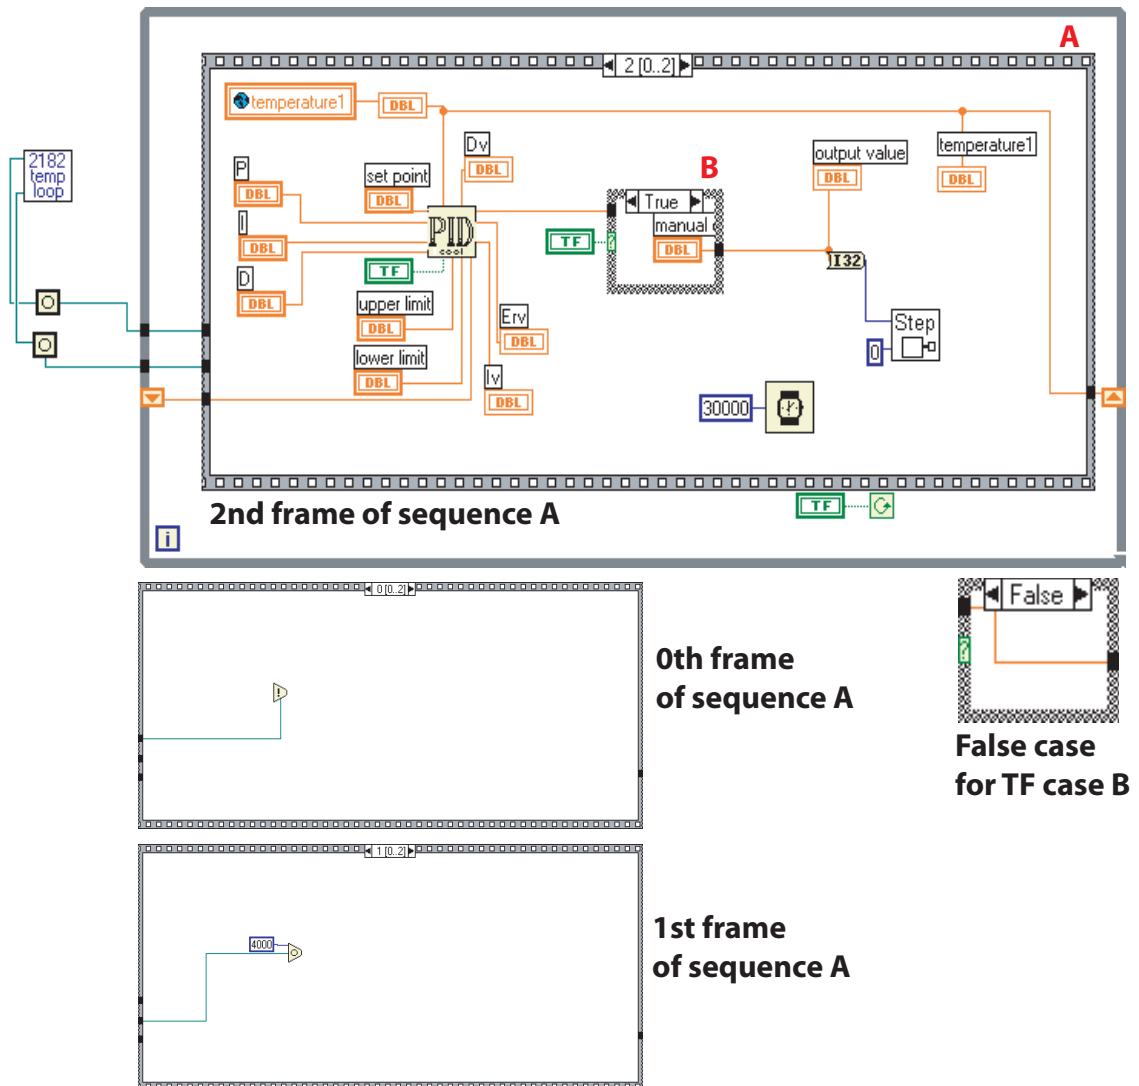 A
2 [0..2]
temperature1
DBL
Dv
DBL
output value
DBL
temperature1
DBL
2182
temp
loop
P
DBL
set point
DBL
B
True
manual
DBL
I
DBL
PID
cool
TF
TF
I32
D
DBL
upper limit
DBL
Erv
DBL
Step
0
lower limit
DBL
Iv
DBL
30000
2nd frame of sequence A
TF
i
0 [0..2]
False
?
0th frame
of sequence A
!
False case
for TF case B
1 [0..2]
4000
1st frame
of sequence A